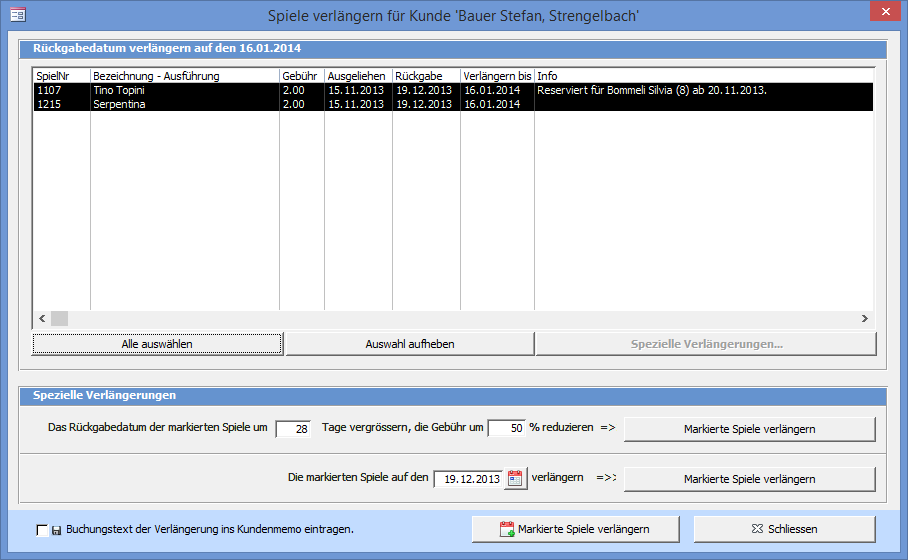 Spiele verlängern für Kunde 'Bauer Stefan, Strengelbach'
Rückgabedatum verlängern auf den 16.01.2014
SpielNr Bezeichnung - Ausführung Gebühr Ausgeliehen Rückgabe Verlängern bis Info
1107 Tino Topini 2.00 15.11.2013 19.12.2013 16.01.2014 Reserviert für Bommeli Silvia (8) ab 20.11.2013.
1215 Serpentina 2.00 15.11.2013 19.12.2013 16.01.2014
Alle auswählen Auswahl aufheben Spezielle Verlängerungen...
Spezielle Verlängerungen
Das Rückgabedatum der markierten Spiele um 28 Tage vergrössern, die Gebühr um 50 % reduzieren => Markierte Spiele verlängern
Die markierten Spiele auf den 19.12.2013 verlängern =>> Markierte Spiele verlängern
Buchungstext der Verlängerung ins Kundenmemo eintragen. Markierte Spiele verlängern Schliessen